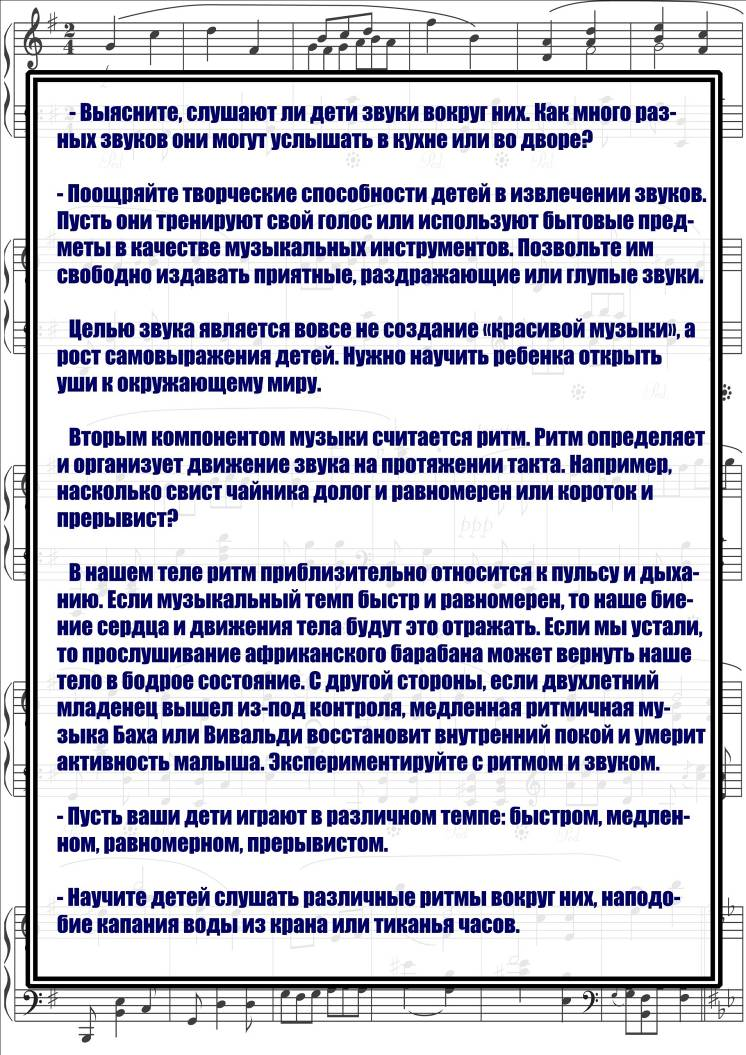 - Выясните, слушают ли дети звуки вокруг них. Как много раз-
ных звуков они могут услышать в кухне или во дворе?
- Поощряйте творческие способности детей в извлечении звуков.
Пусть они тренируют свой голос или используют бытовые пред-
меты в качестве музыкальных инструментов. Позвольте им
свободно издавать приятные, раздражающие или глупые звуки.
Целью звука является вовсе не создание «красивой музыки», а
рост самовыражения детей. Нужно научить ребенка открыть
уши к окружающему миру.
Вторым компонентом музыки считается ритм. Ритм определяет
и организует движение звука на протяжении такта. Например,
насколько свист чайника долог и равномерен или короток и
прерывист?
В нашем теле ритм приблизительно относится к пульсу и дыха-
нию. Если музыкальный темп быстр и равномерен, то наше бие-
ние сердца и движения тела будут это отражать. Если мы устали,
то прослушивание африканского барабана может вернуть наше
тело в бодрое состояние. С другой стороны, если двухлетний
младенец вышел из-под контроля, медленная ритмичная му-
зыка Баха или Вивальди восстановит внутренний покой и умерит
активность малыша. Экспериментируйте с ритмом и звуком.
- Пусть ваши дети играют в различном темпе: быстром, медлен-
ном, равномерном, прерывистом.
- Научите детей слушать различные ритмы вокруг них, наподо-
бие капания воды из крана или тиканья часов.